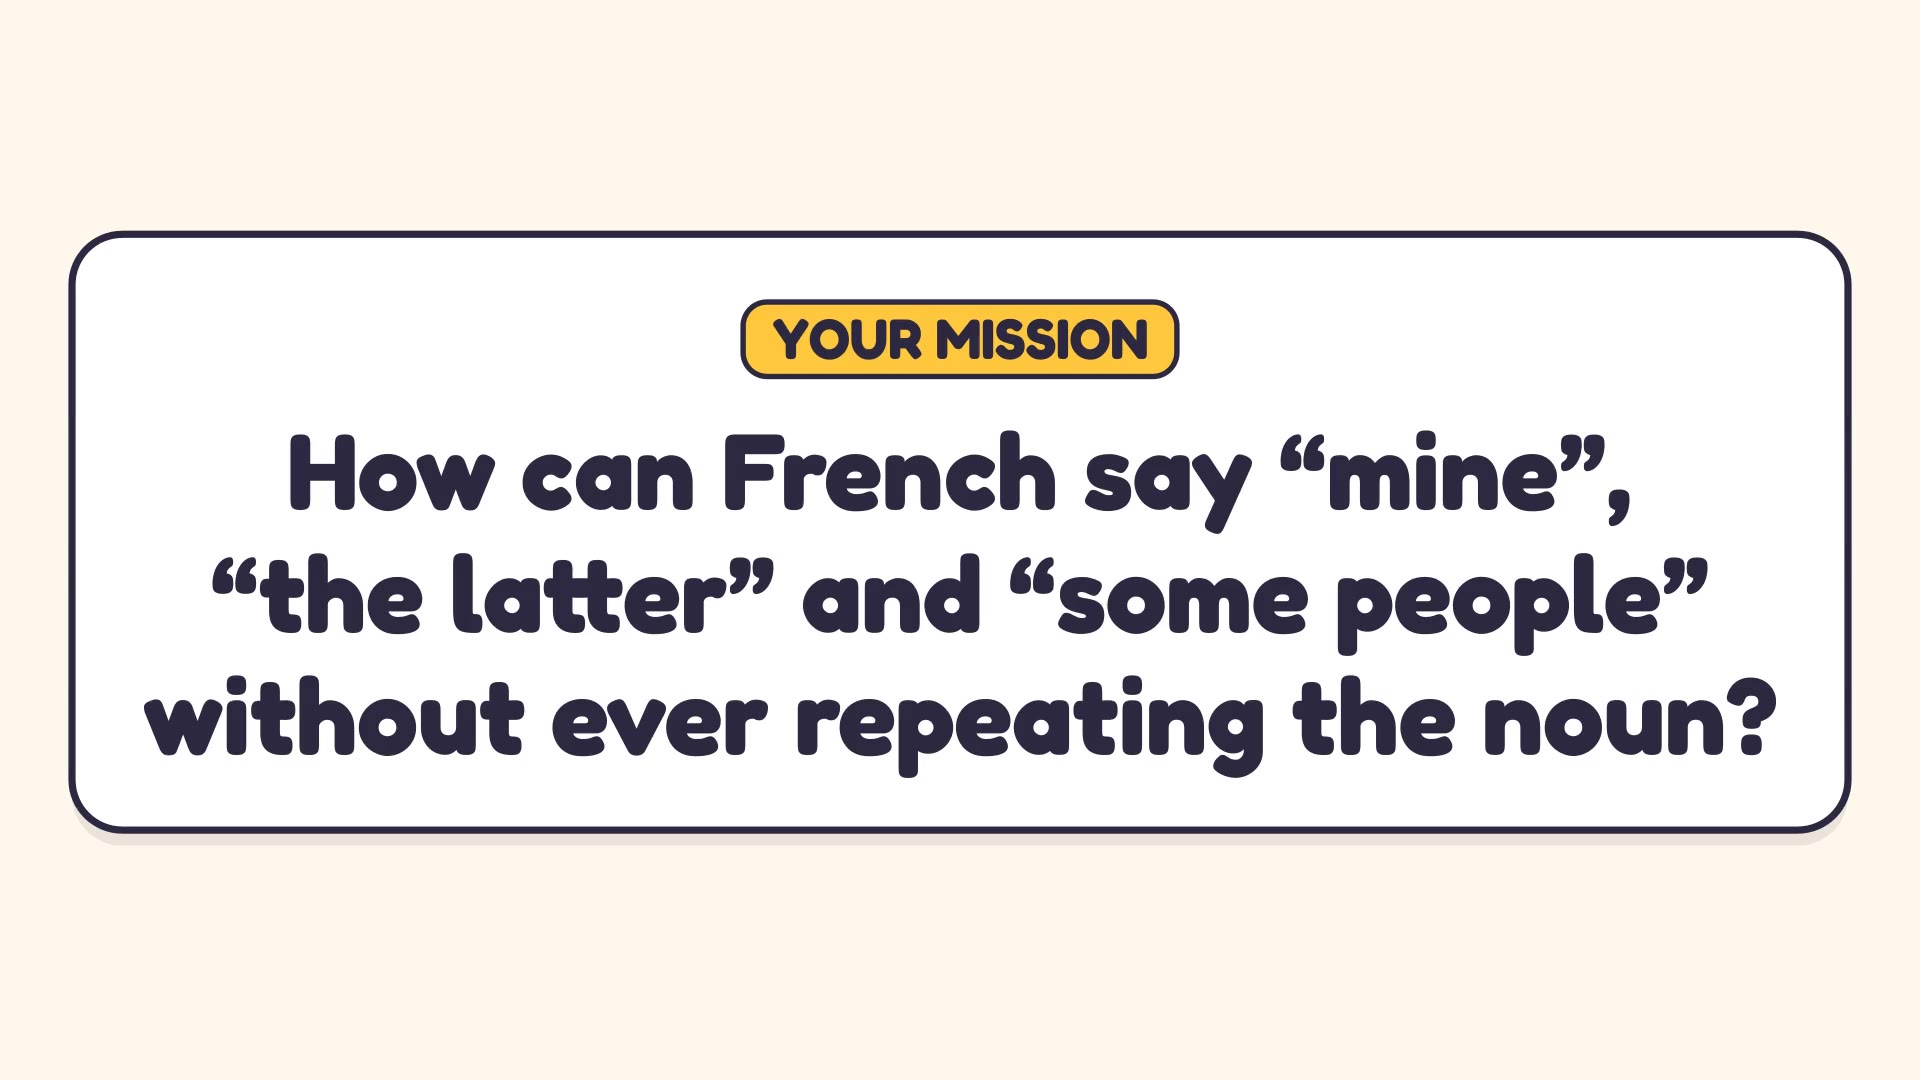 YOUR MISSION
How can French say “mine”,
“the latter” and “some people”
without ever repeating the noun?